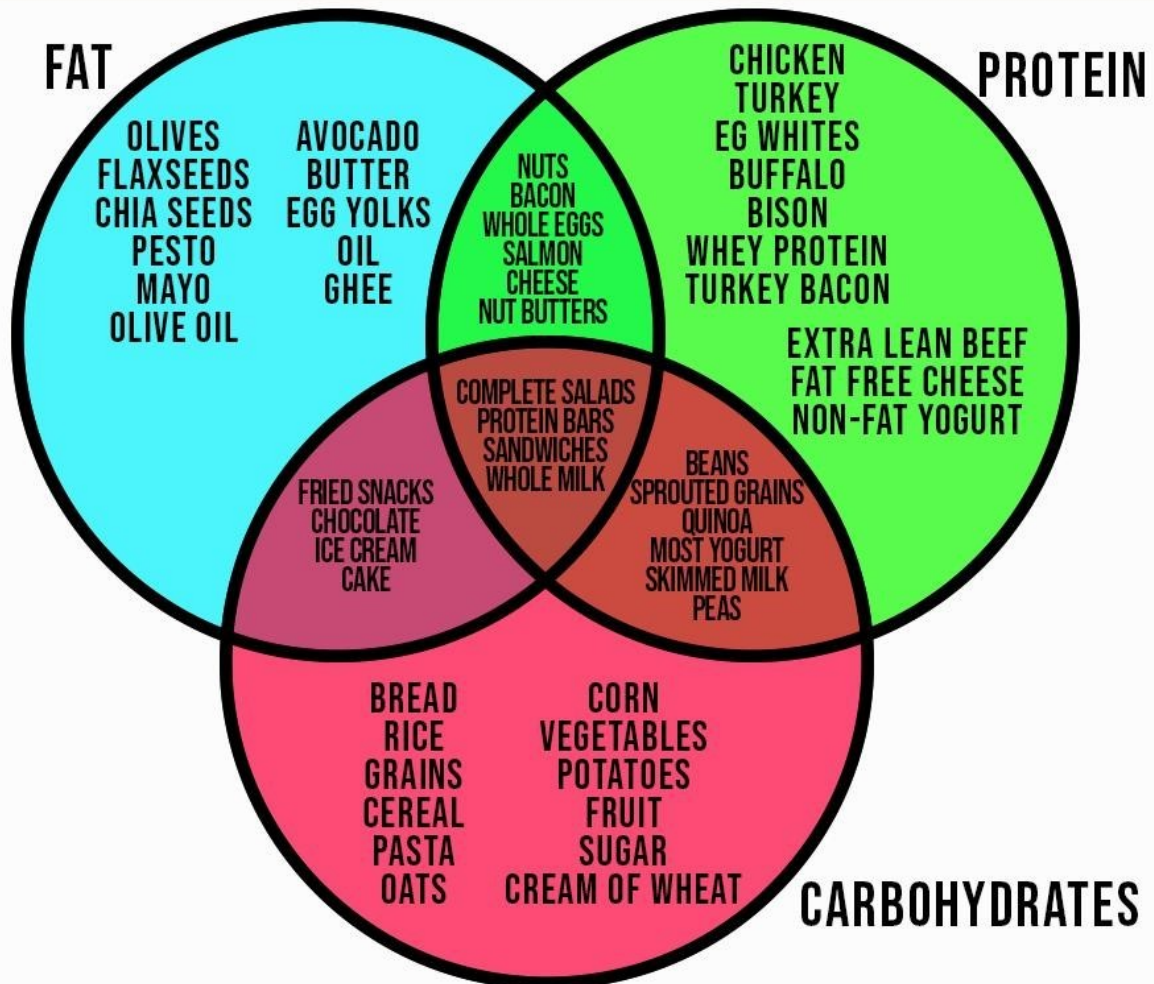 FAT
OLIVES
FLAXSEEDS
CHIA SEEDS
PESTO
MAYO
OLIVE OIL
AVOCADO
BUTTER
EGG YOLKS
OIL
GHEE
NUTS
BACON
WHOLE EGGS
SALMON
CHEESE
NUT BUTTERS
PROTEIN
CHICKEN
TURKEY
EG WHITES
BUFFALO
BISON
WHEY PROTEIN
TURKEY BACON
EXTRA LEAN BEEF
FAT FREE CHEESE
NON-FAT YOGURT
COMPLETE SALADS
PROTEIN BARS
SANDWICHES
WHOLE MILK
FRIED SNACKS
CHOCOLATE
ICE CREAM
CAKE
BEANS
SPROUTED GRAINS
QUINOA
MOST YOGURT
SKIMMED MILK
PEAS
BREAD
RICE
GRAINS
CEREAL
PASTA
OATS
CORN
VEGETABLES
POTATOES
FRUIT
SUGAR
CREAM OF WHEAT
CARBOHYDRATES